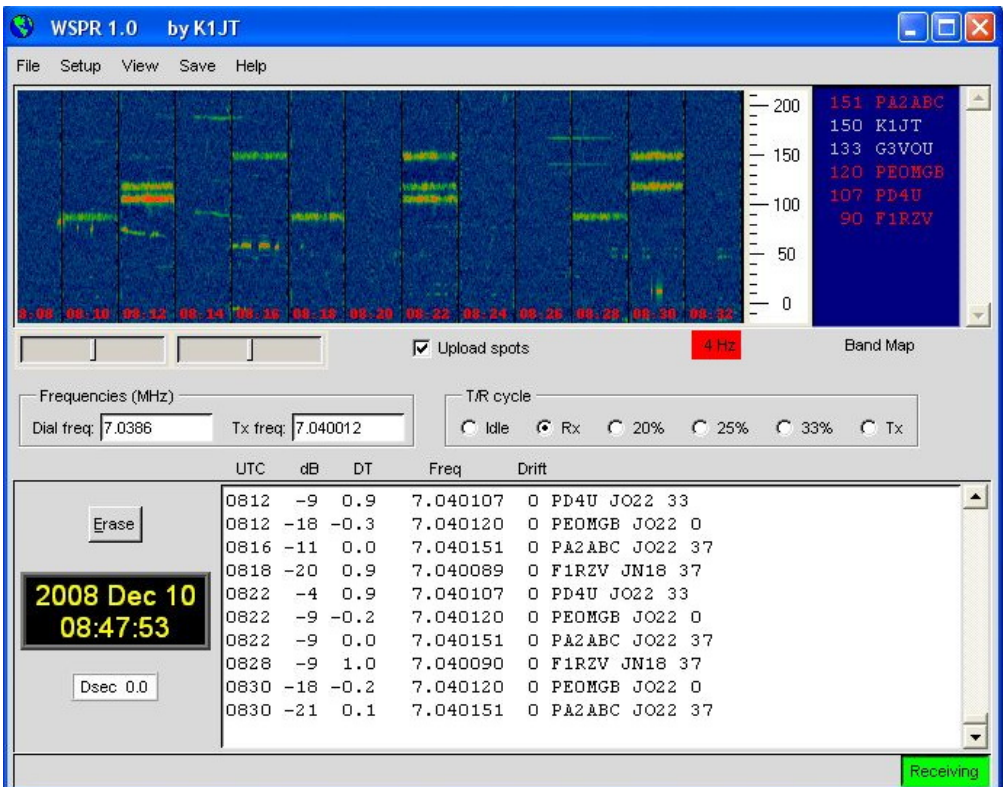 WSPR 1.0 by K1JT
File Setup View Save Help
200
150
100
50
0
151 PA2ABC
150 K1JT
133 G3VOU
120 PE0MGB
107 PD4U
90 F1RZV
8:08 08:10 08:12 08:14 08:16 08:18 08:20 08:22 08:24 08:26 08:28 08:30 08:32
Upload spots
4 Hz
Band Map
Frequencies (MHz)
Dial freq: 7.0386 Tx freq: 7.040012
T/R cycle
Idle Rx 20% 25% 33% Tx
UTC dB DT Freq Drift
0812 -9 0.9 7.040107 0 PD4U JO22 33
0812 -18 -0.3 7.040120 0 PE0MGB JO22 0
0816 -11 0.0 7.040151 0 PA2ABC JO22 37
0818 -20 0.9 7.040089 0 F1RZV JN18 37
0822 -4 0.9 7.040107 0 PD4U JO22 33
0822 -9 -0.2 7.040120 0 PE0MGB JO22 0
0822 -9 0.0 7.040151 0 PA2ABC JO22 37
0828 -9 1.0 7.040090 0 F1RZV JN18 37
0830 -18 -0.2 7.040120 0 PE0MGB JO22 0
0830 -21 0.1 7.040151 0 PA2ABC JO22 37
Erase
2008 Dec 10
08:47:53
Dsec 0.0
Receiving